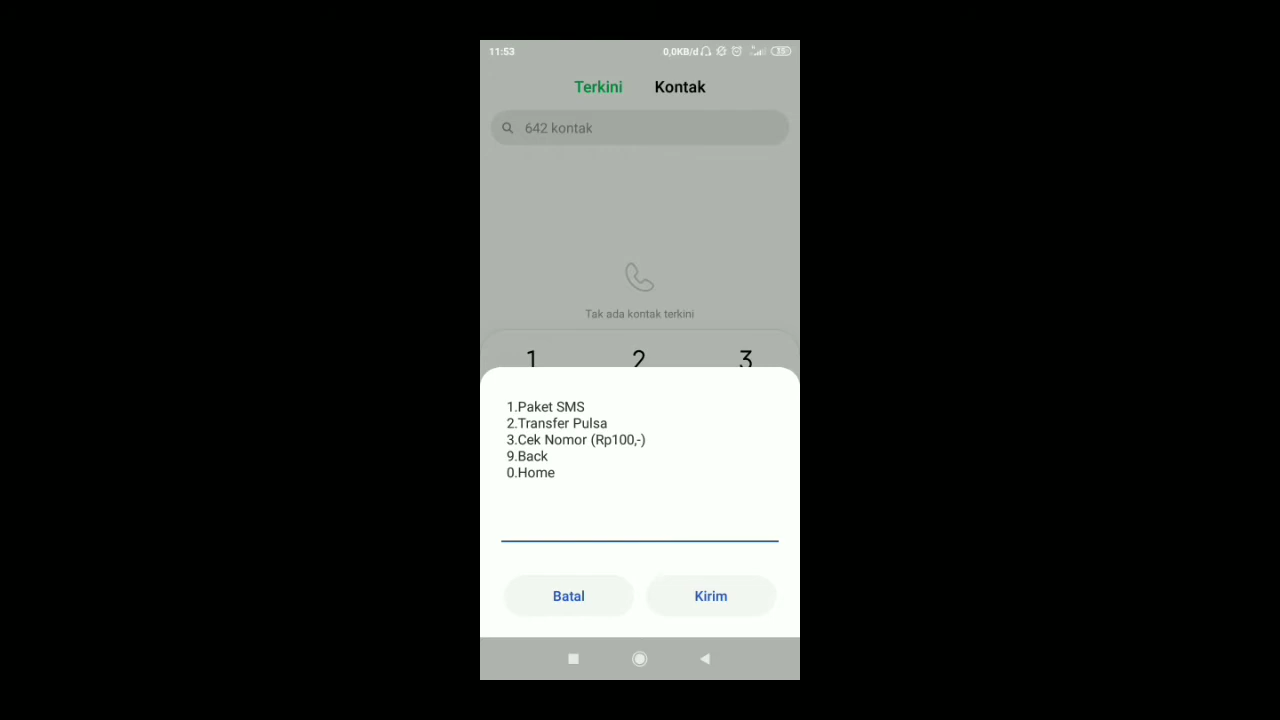 11:53
0,0KB/d
Terkini Kontak
642 kontak
Tak ada kontak terkini
1 2 3
1.Paket SMS
2.Transfer Pulsa
3.Cek Nomor (Rp100,-)
9.Back
0.Home
Batal Kirim